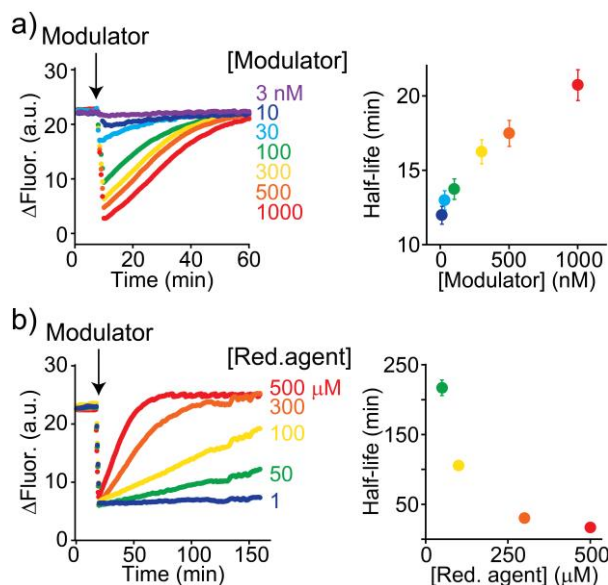 a)
Modulator
[Modulator]
3 nM
10
30
100
300
500
1000
30
20
10
0
ΔFluor. (a.u.)
0 20 40 60
Time (min)
20
15
10
Half-life (min)
0 500 1000
[Modulator] (nM)
b)
Modulator
[Red.agent]
500 μM
300
100
50
1
30
20
10
0
ΔFluor. (a.u.)
0 50 100 150
Time (min)
250
150
50
Half-life (min)
0 250 500
[Red. agent] (μM)